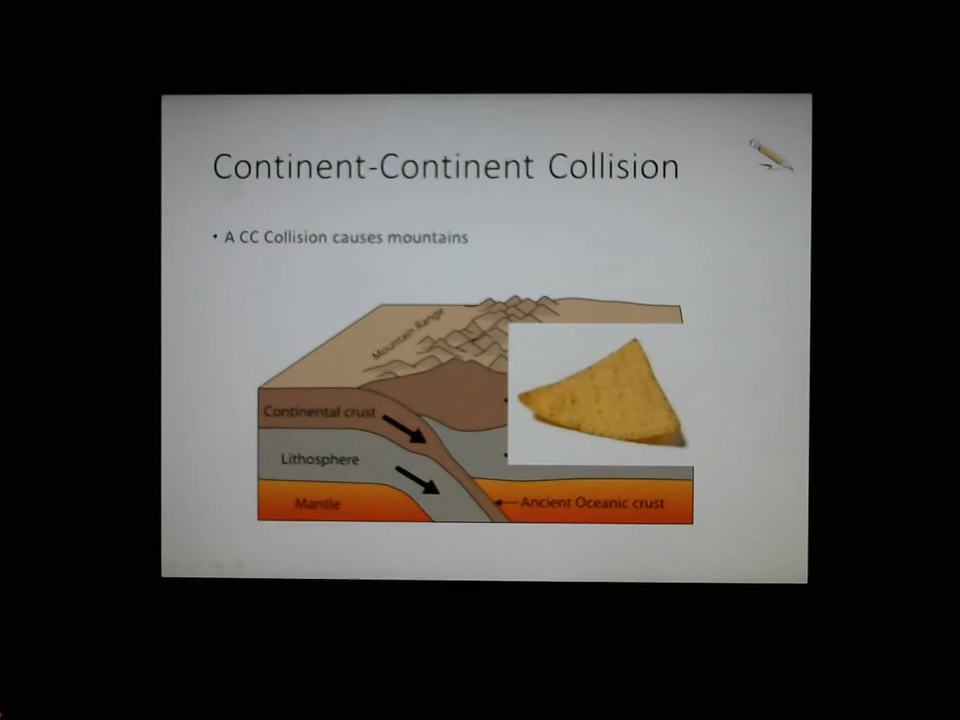 Continent-Continent Collision
• A CC Collision causes mountains
Mountain Range
Continental crust
Lithosphere
Mantle
Ancient Oceanic crust